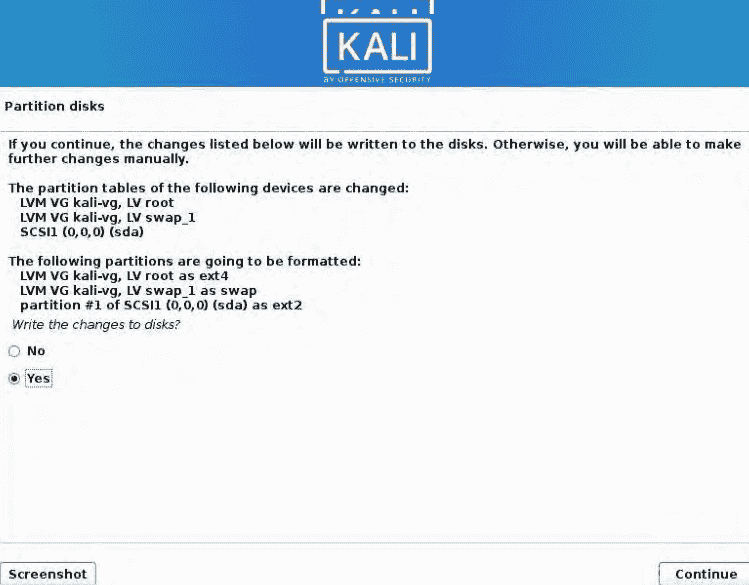 KALI
BY OFFENSIVE SECURITY
Partition disks
If you continue, the changes listed below will be written to the disks. Otherwise, you will be able to make
further changes manually.
The partition tables of the following devices are changed:
LVM VG kali-vg, LV root
LVM VG kali-vg, LV swap_1
SCSI1 (0,0,0) (sda)
The following partitions are going to be formatted:
LVM VG kali-vg, LV root as ext4
LVM VG kali-vg, LV swap_1 as swap
partition #1 of SCSI1 (0,0,0) (sda) as ext2
Write the changes to disks?
No
Yes
Screenshot
Continue